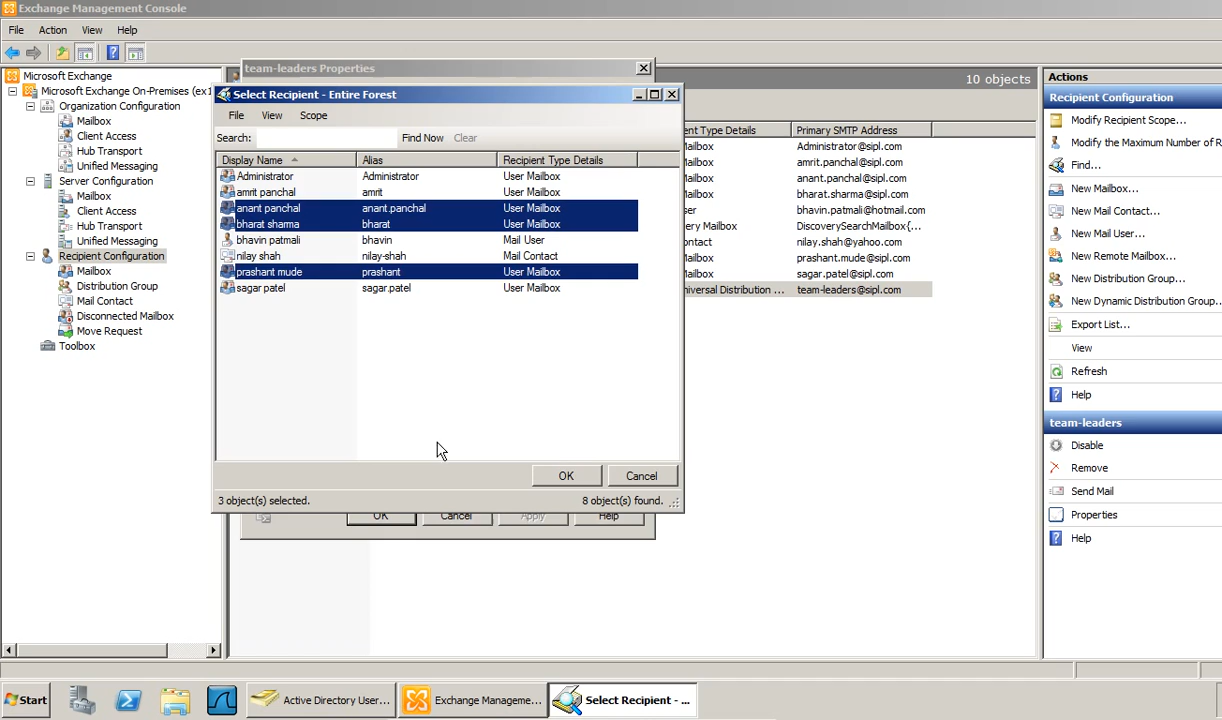 Exchange Management Console
File Action View Help
Microsoft Exchange
Microsoft Exchange On-Premises (ex1
Organization Configuration
Mailbox
Client Access
Hub Transport
Unified Messaging
Server Configuration
Mailbox
Client Access
Hub Transport
Unified Messaging
Recipient Configuration
Mailbox
Distribution Group
Mail Contact
Disconnected Mailbox
Move Request
Toolbox
team-leaders Properties
Select Recipient - Entire Forest
File View Scope
Search: Find Now Clear
Display Name Alias Recipient Type Details
Administrator Administrator User Mailbox
amrit panchal amrit User Mailbox
anant panchal anant.panchal User Mailbox
bharat sharma bharat User Mailbox
bhavin patmali bhavin Mail User
nilay shah nilay-shah Mail Contact
prashant mude prashant User Mailbox
sagar patel sagar.patel User Mailbox
OK Cancel
3 object(s) selected. 8 object(s) found.
OK Cancel Apply Help
10 objects
ent Type Details Primary SMTP Address
Mailbox Administrator@sipl.com
Mailbox amrit.panchal@sipl.com
Mailbox anant.panchal@sipl.com
Mailbox bharat.sharma@sipl.com
ser bhavin.patmali@hotmail.com
ery Mailbox DiscoverySearchMailbox{...
ontact nilay.shah@yahoo.com
Mailbox prashant.mude@sipl.com
Mailbox sagar.patel@sipl.com
niversal Distribution ... team-leaders@sipl.com
Actions
Recipient Configuration
Modify Recipient Scope...
Modify the Maximum Number of R
Find...
New Mailbox...
New Mail Contact...
New Mail User...
New Remote Mailbox...
New Distribution Group...
New Dynamic Distribution Group...
Export List...
View
Refresh
Help
team-leaders
Disable
Remove
Send Mail
Properties
Help
Start
Active Directory User...
Exchange Manageme...
Select Recipient - ...